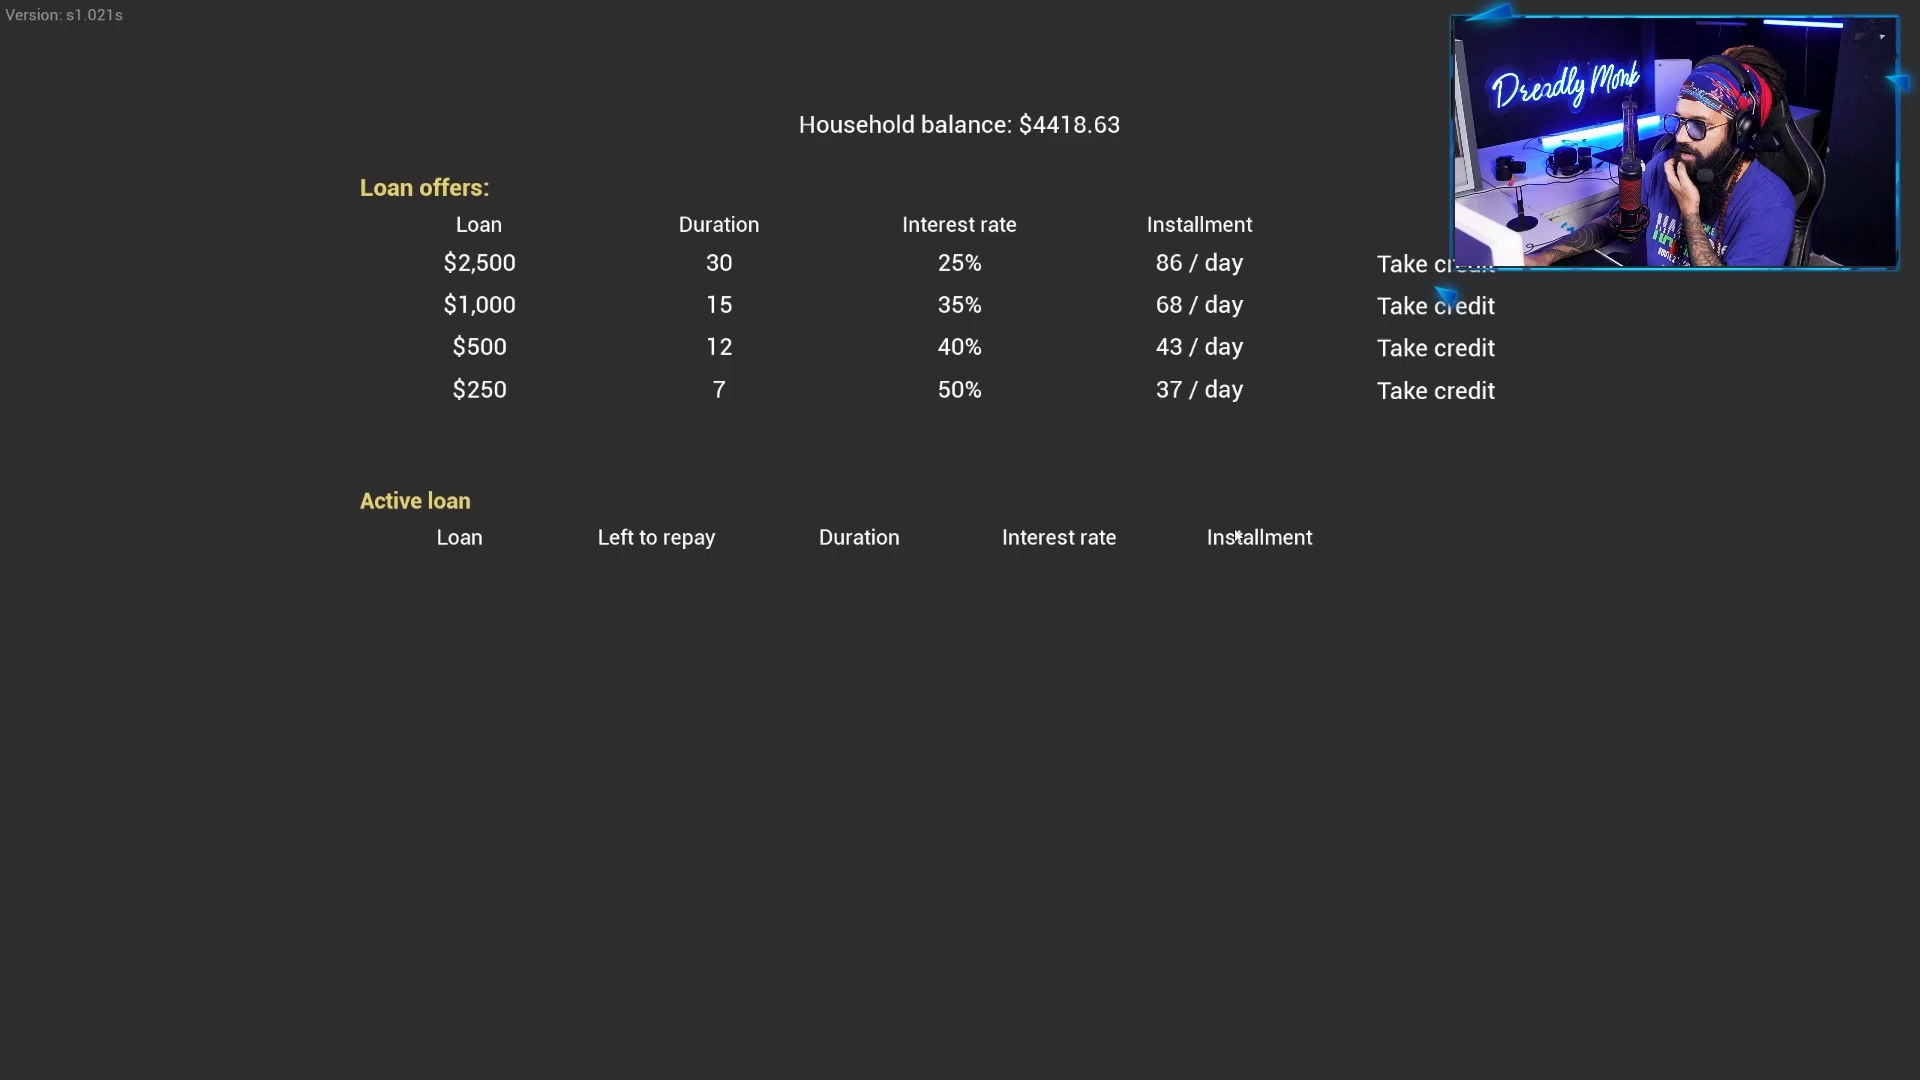 Version: s1.021s
Dreadly Monk
Household balance: $4418.63
Loan offers:
Loan Duration Interest rate Installment
$2,500 30 25% 86 / day Take credit
$1,000 15 35% 68 / day Take credit
$500 12 40% 43 / day Take credit
$250 7 50% 37 / day Take credit
Active loan
Loan Left to repay Duration Interest rate Installment